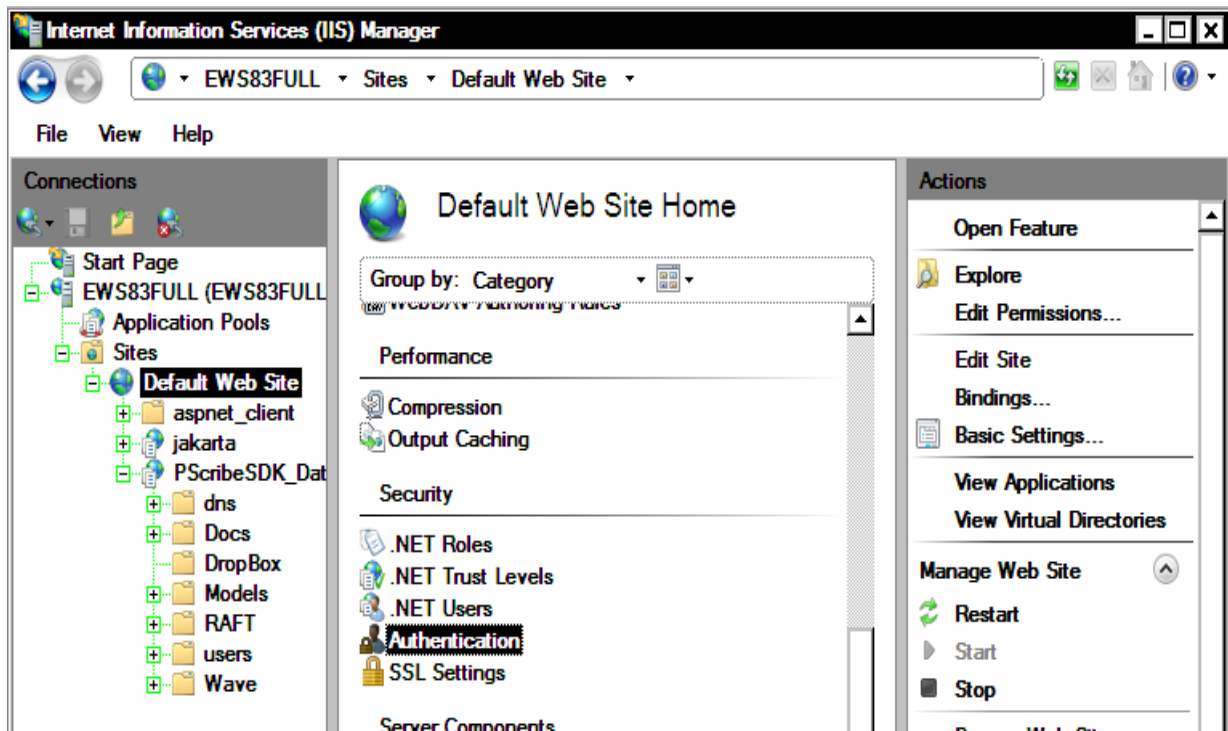 Internet Information Services (IIS) Manager
EWS83FULL Sites Default Web Site
File View Help
Connections
Start Page
EWS83FULL (EWS83FULL
Application Pools
Sites
Default Web Site
aspnet_client
jakarta
PScribeSDK_Dat
dns
Docs
DropBox
Models
RAFT
users
Wave
Default Web Site Home
Group by: Category
WebDAV Authoring Rules
Performance
Compression
Output Caching
Security
.NET Roles
.NET Trust Levels
.NET Users
Authentication
SSL Settings
Server Components
Actions
Open Feature
Explore
Edit Permissions...
Edit Site
Bindings...
Basic Settings...
View Applications
View Virtual Directories
Manage Web Site
Restart
Start
Stop